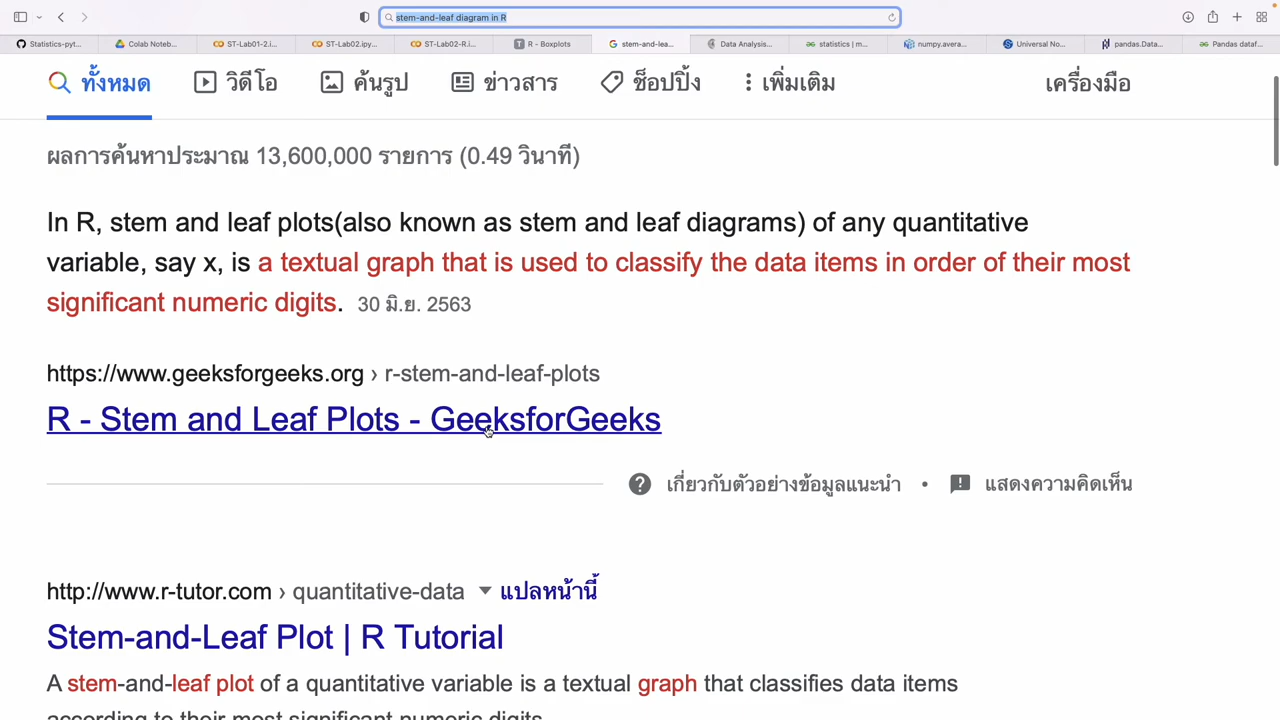 stem-and-leaf diagram in R
Statistics-pyt... Colab Noteb... ST-Lab01-2.i... ST-Lab02.ipy... ST-Lab02-R.i... R - Boxplots stem-and-lea... Data Analysis... statistics | m... numpy.avera... Universal No... pandas.Data... Pandas dataf...
ทั้งหมด วิดีโอ ค้นรูป ข่าวสาร ช็อปปิ้ง เพิ่มเติม เครื่องมือ
ผลการค้นหาประมาณ 13,600,000 รายการ (0.49 วินาที)
In R, stem and leaf plots(also known as stem and leaf diagrams) of any quantitative
variable, say x, is a textual graph that is used to classify the data items in order of their most
significant numeric digits. 30 มิ.ย. 2563
https://www.geeksforgeeks.org › r-stem-and-leaf-plots
R - Stem and Leaf Plots - GeeksforGeeks
เกี่ยวกับตัวอย่างข้อมูลแนะนำ • แสดงความคิดเห็น
http://www.r-tutor.com › quantitative-data แปลหน้านี้
Stem-and-Leaf Plot | R Tutorial
A stem-and-leaf plot of a quantitative variable is a textual graph that classifies data items
according to their most significant numeric digits.